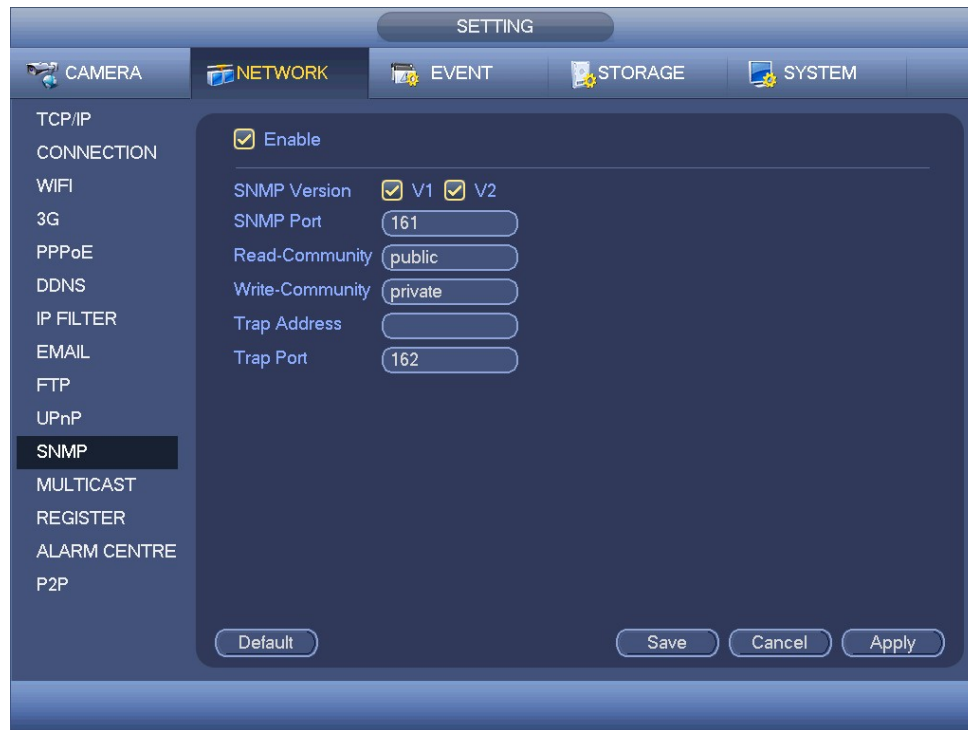 SETTING
CAMERA NETWORK EVENT STORAGE SYSTEM
TCP/IP
CONNECTION
WIFI
3G
PPPoE
DDNS
IP FILTER
EMAIL
FTP
UPnP
SNMP
MULTICAST
REGISTER
ALARM CENTRE
P2P
Enable
SNMP Version V1 V2
SNMP Port 161
Read-Community public
Write-Community private
Trap Address
Trap Port 162
Default Save Cancel Apply